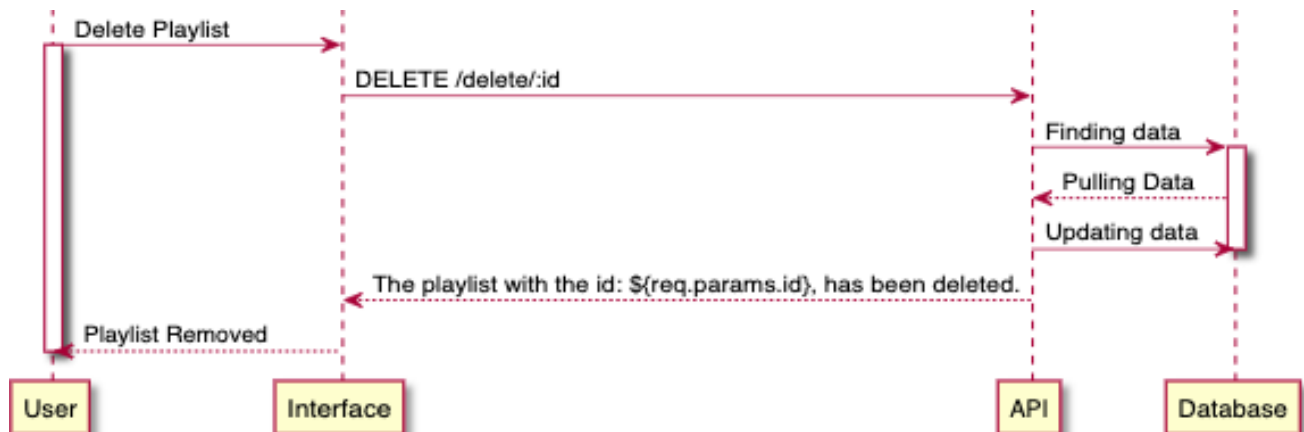 Delete Playlist
DELETE /delete/:id
Finding data
Pulling Data
Updating data
The playlist with the id: ${req.params.id}, has been deleted.
Playlist Removed
User
Interface
API
Database